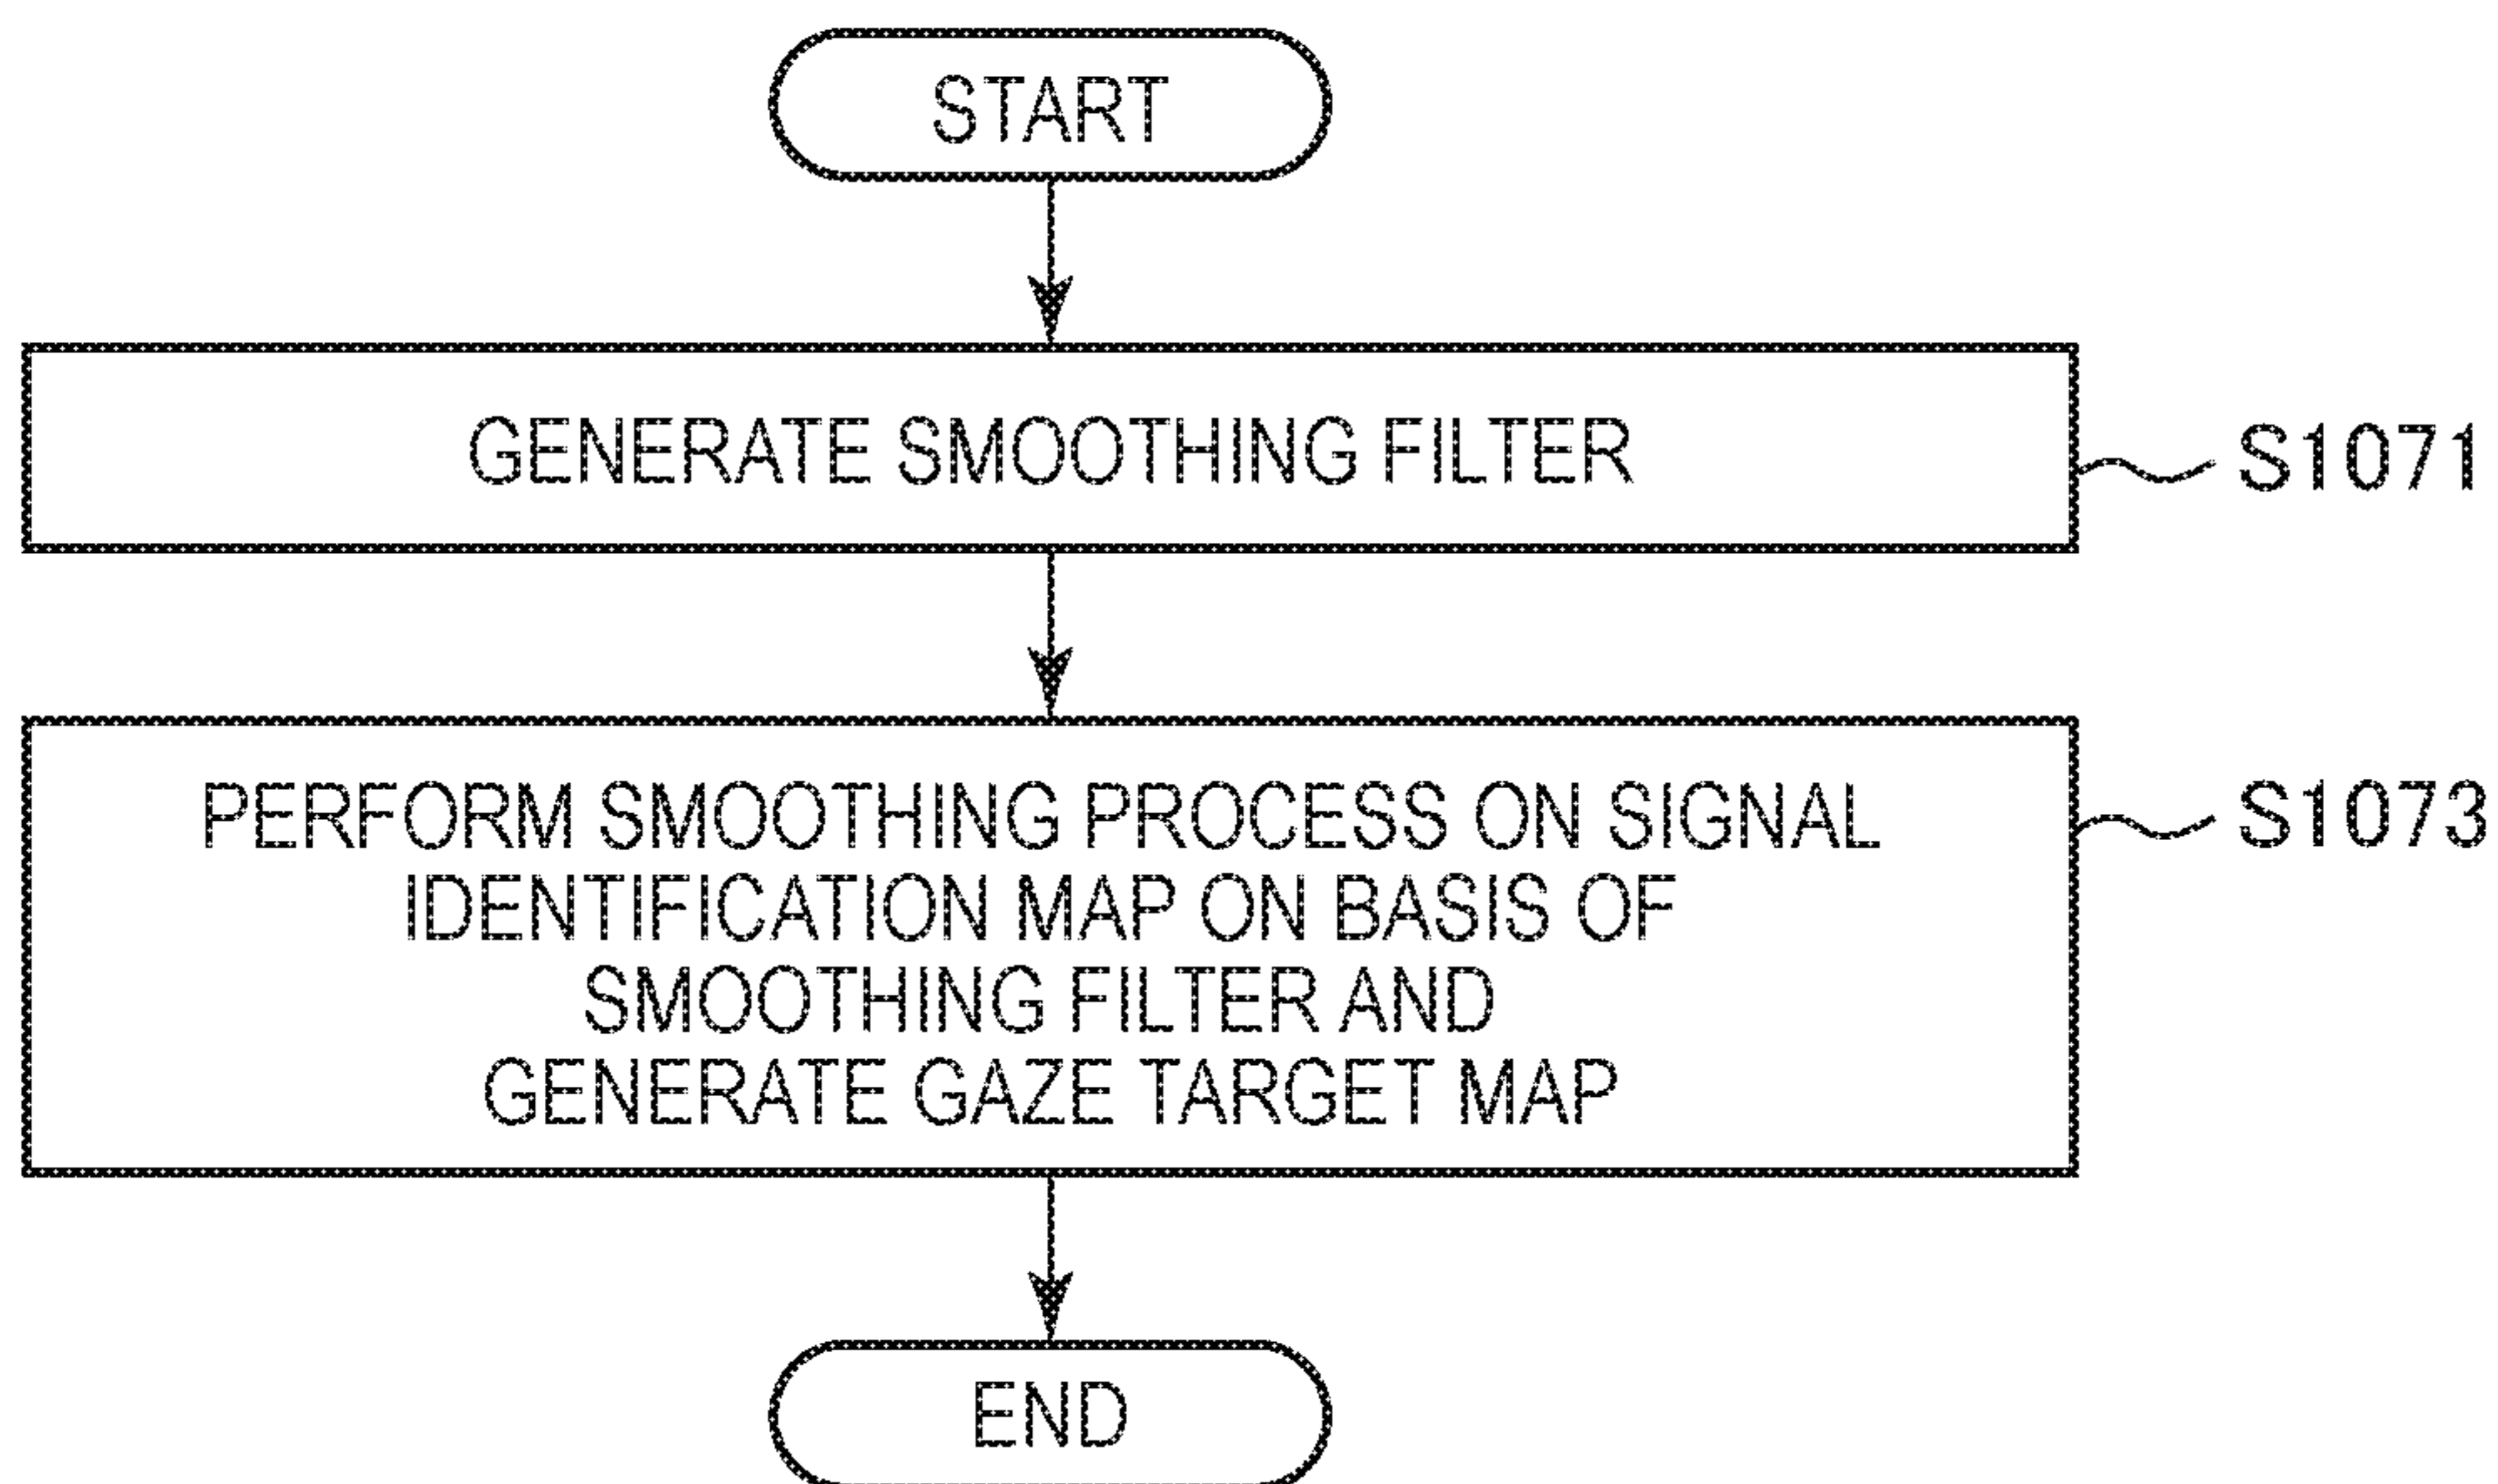 START
GENERATE SMOOTHING FILTER
S1071
PERFORM SMOOTHING PROCESS ON SIGNAL
S1073
IDENTIFICATION MAP ON BASIS OF
SMOOTHING FILTER AND
GENERATE GAZE TARGET MAP
END